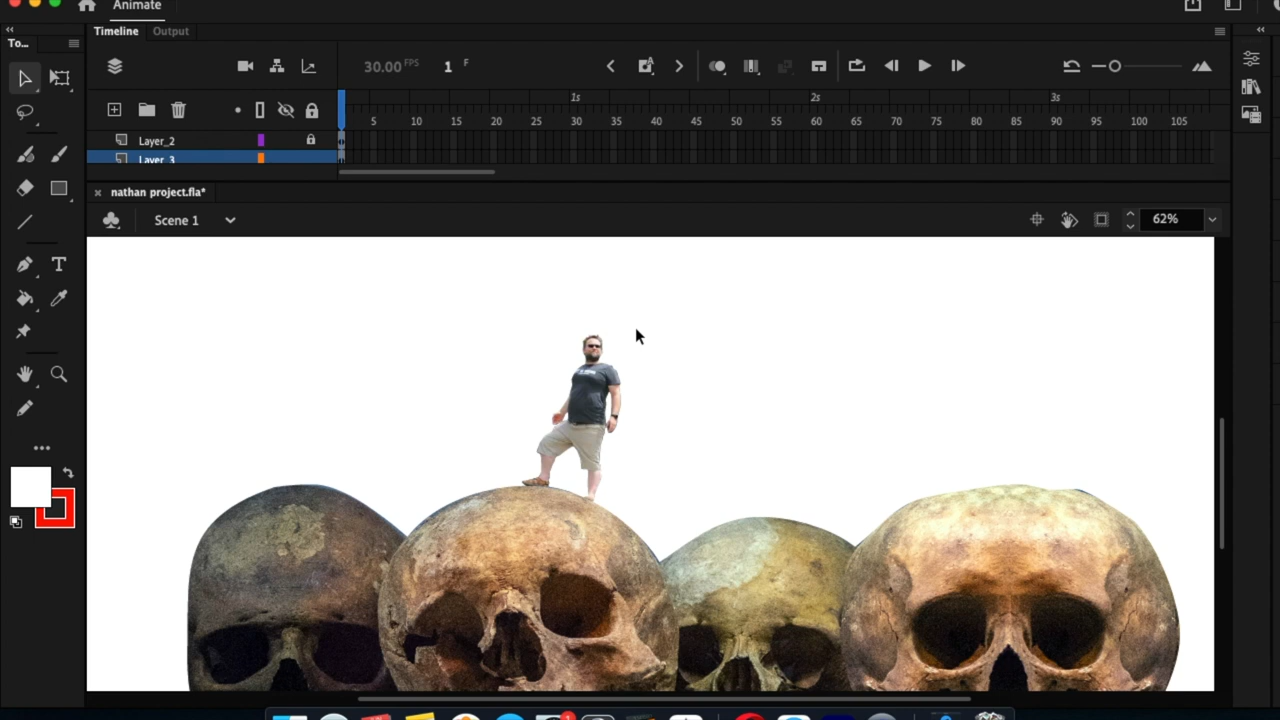 Animate
Timeline Output
To...
30.00 FPS 1 F
1s 2s 3s
5 10 15 20 25 30 35 40 45 50 55 60 65 70 75 80 85 90 95 100 105
Layer_2
Layer_3
nathan project.fla*
Scene 1
62%